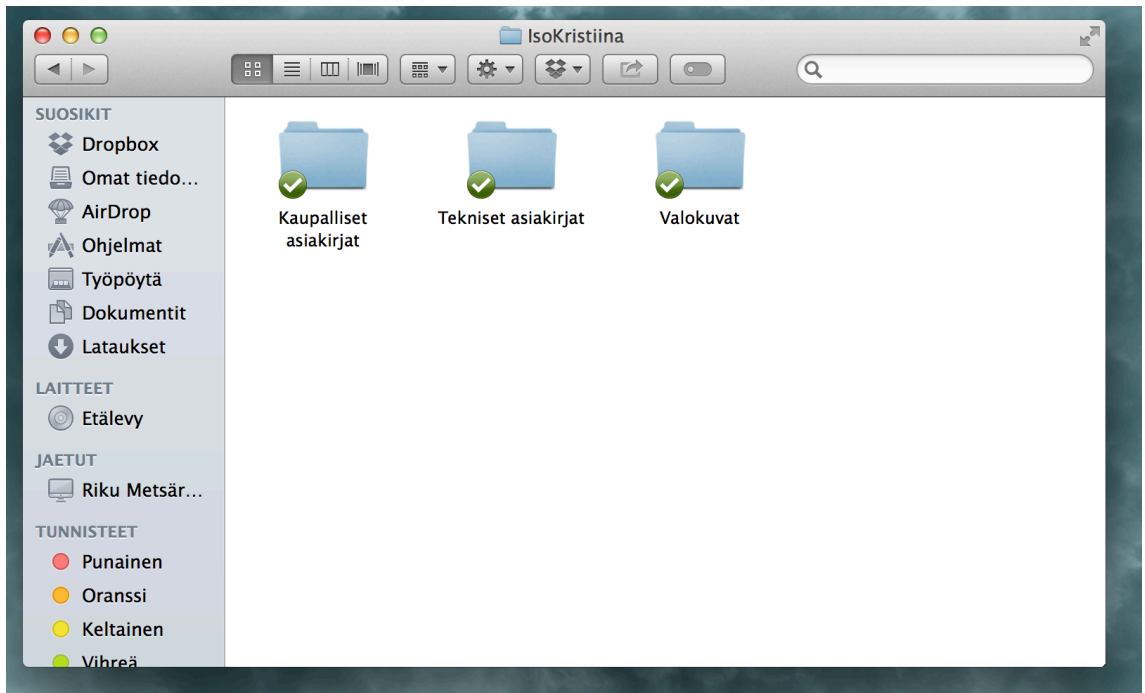 IsoKristiina
SUOSIKIT
Dropbox
Omat tiedo...
AirDrop
Ohjelmat
Työpöytä
Dokumentit
Lataukset
LAITTEET
Etälevy
JAETUT
Riku Metsär...
TUNNISTEET
Punainen
Oranssi
Keltainen
Vihreä
Kaupalliset
asiakirjat
Tekniset asiakirjat
Valokuvat